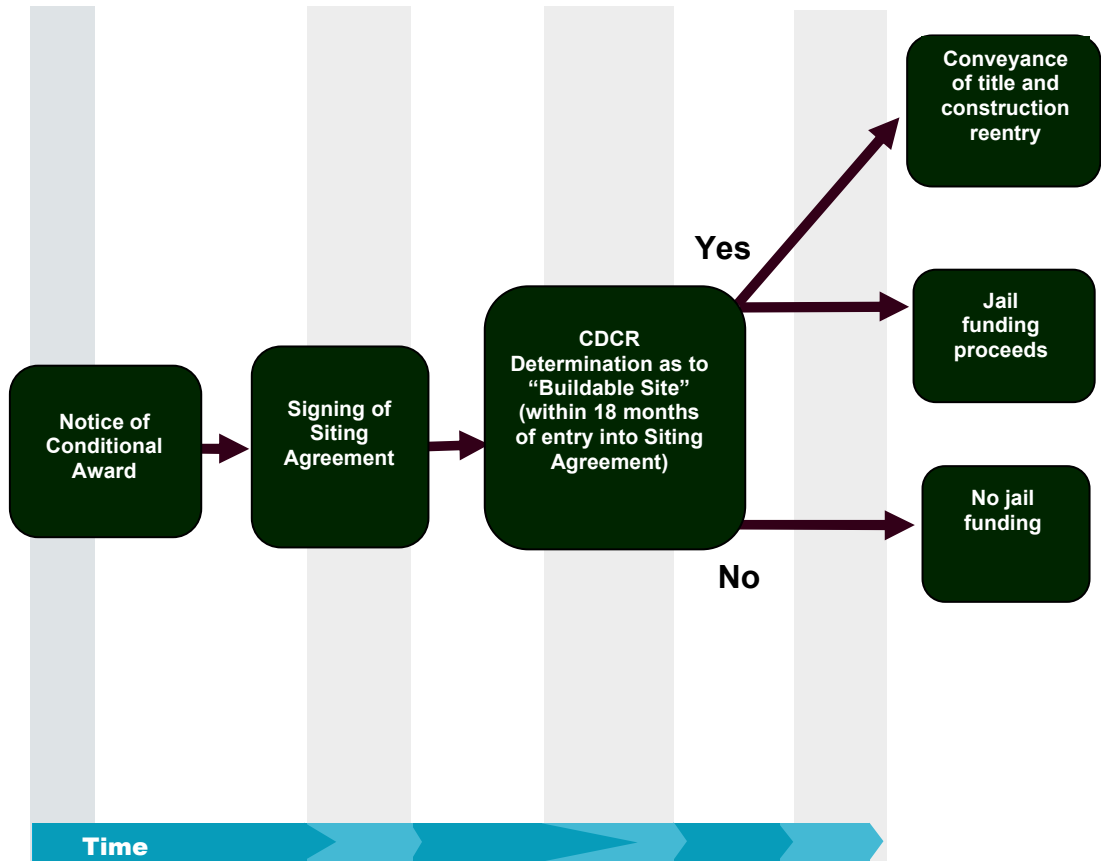 Notice of
Conditional
Award
Signing of
Siting
Agreement
CDCR
Determination as to
“Buildable Site”
(within 18 months
of entry into Siting
Agreement)
Yes
No
Conveyance
of title and
construction
reentry
Jail
funding
proceeds
No jail
funding
Time